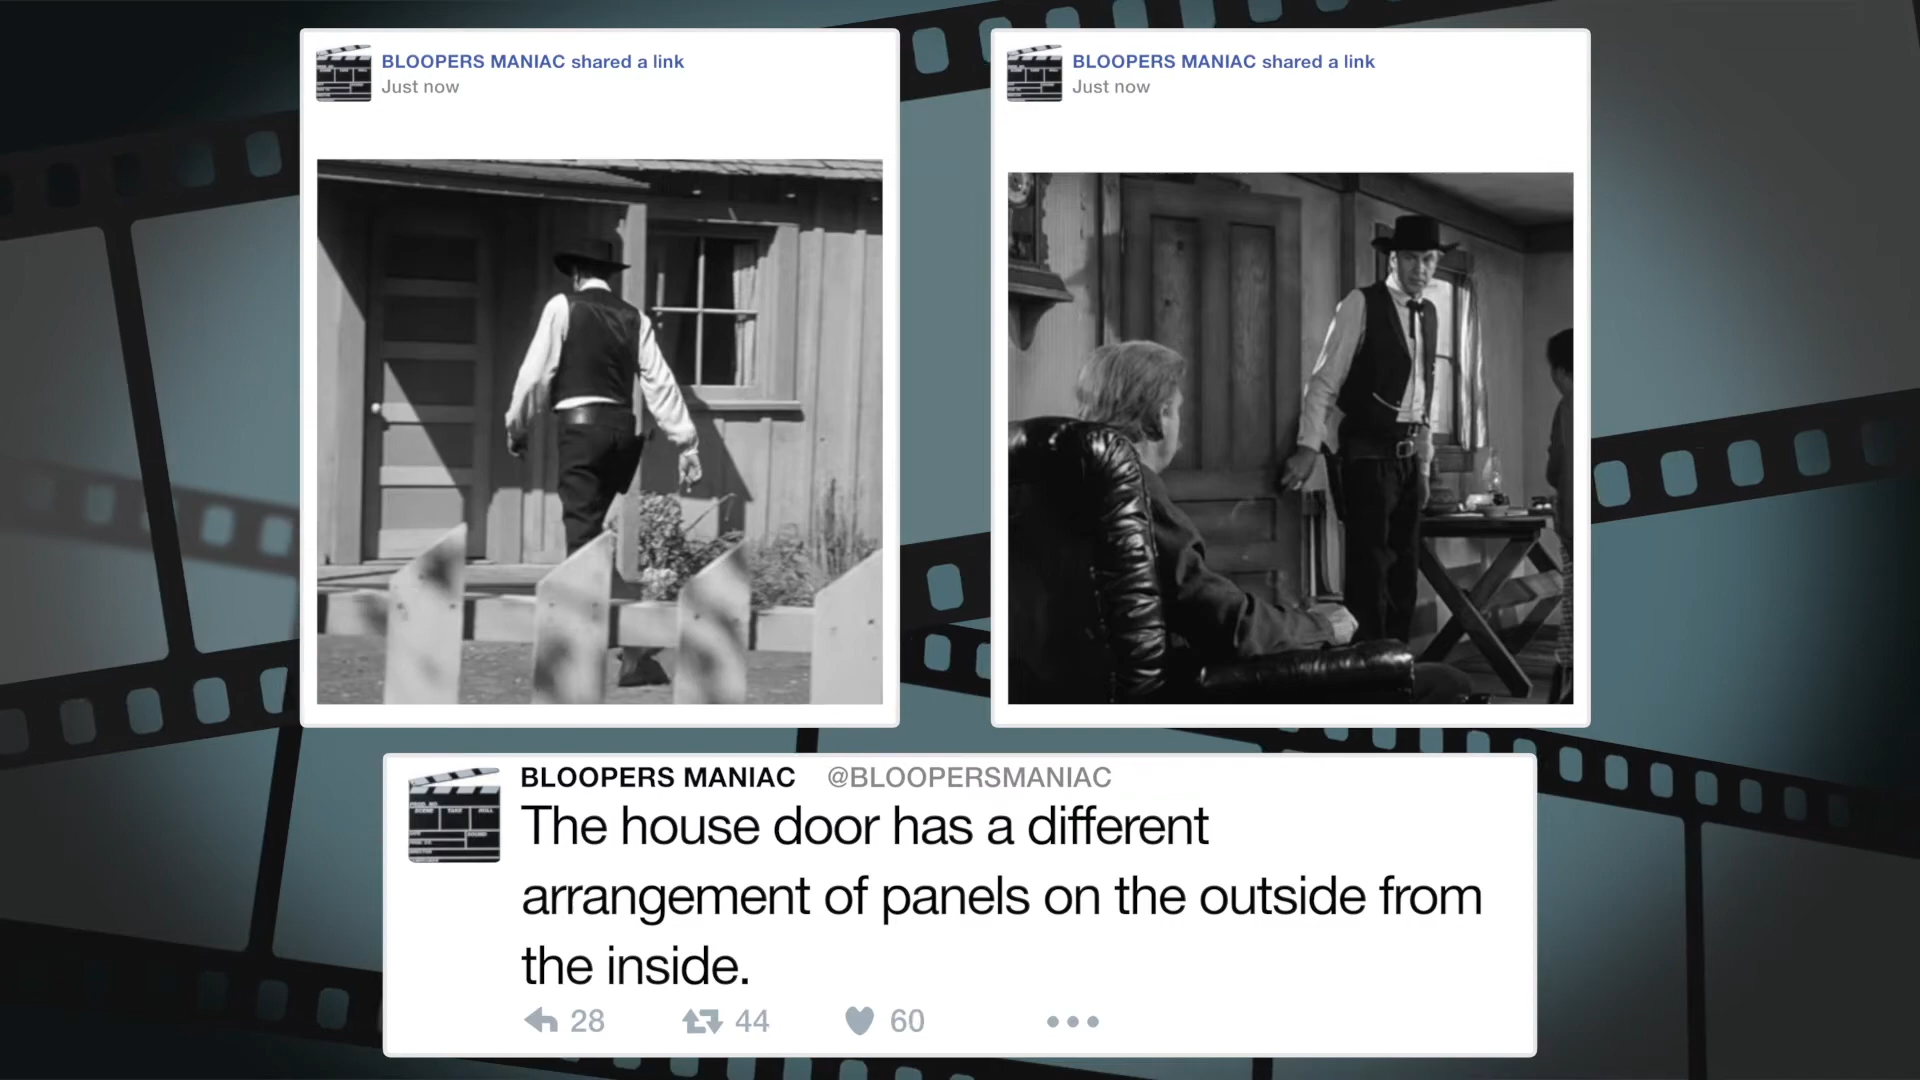 BLOOPERS MANIAC shared a link
Just now
BLOOPERS MANIAC shared a link
Just now
BLOOPERS MANIAC @BLOOPERSMANIAC
The house door has a different
arrangement of panels on the outside from
the inside.
28 44 60